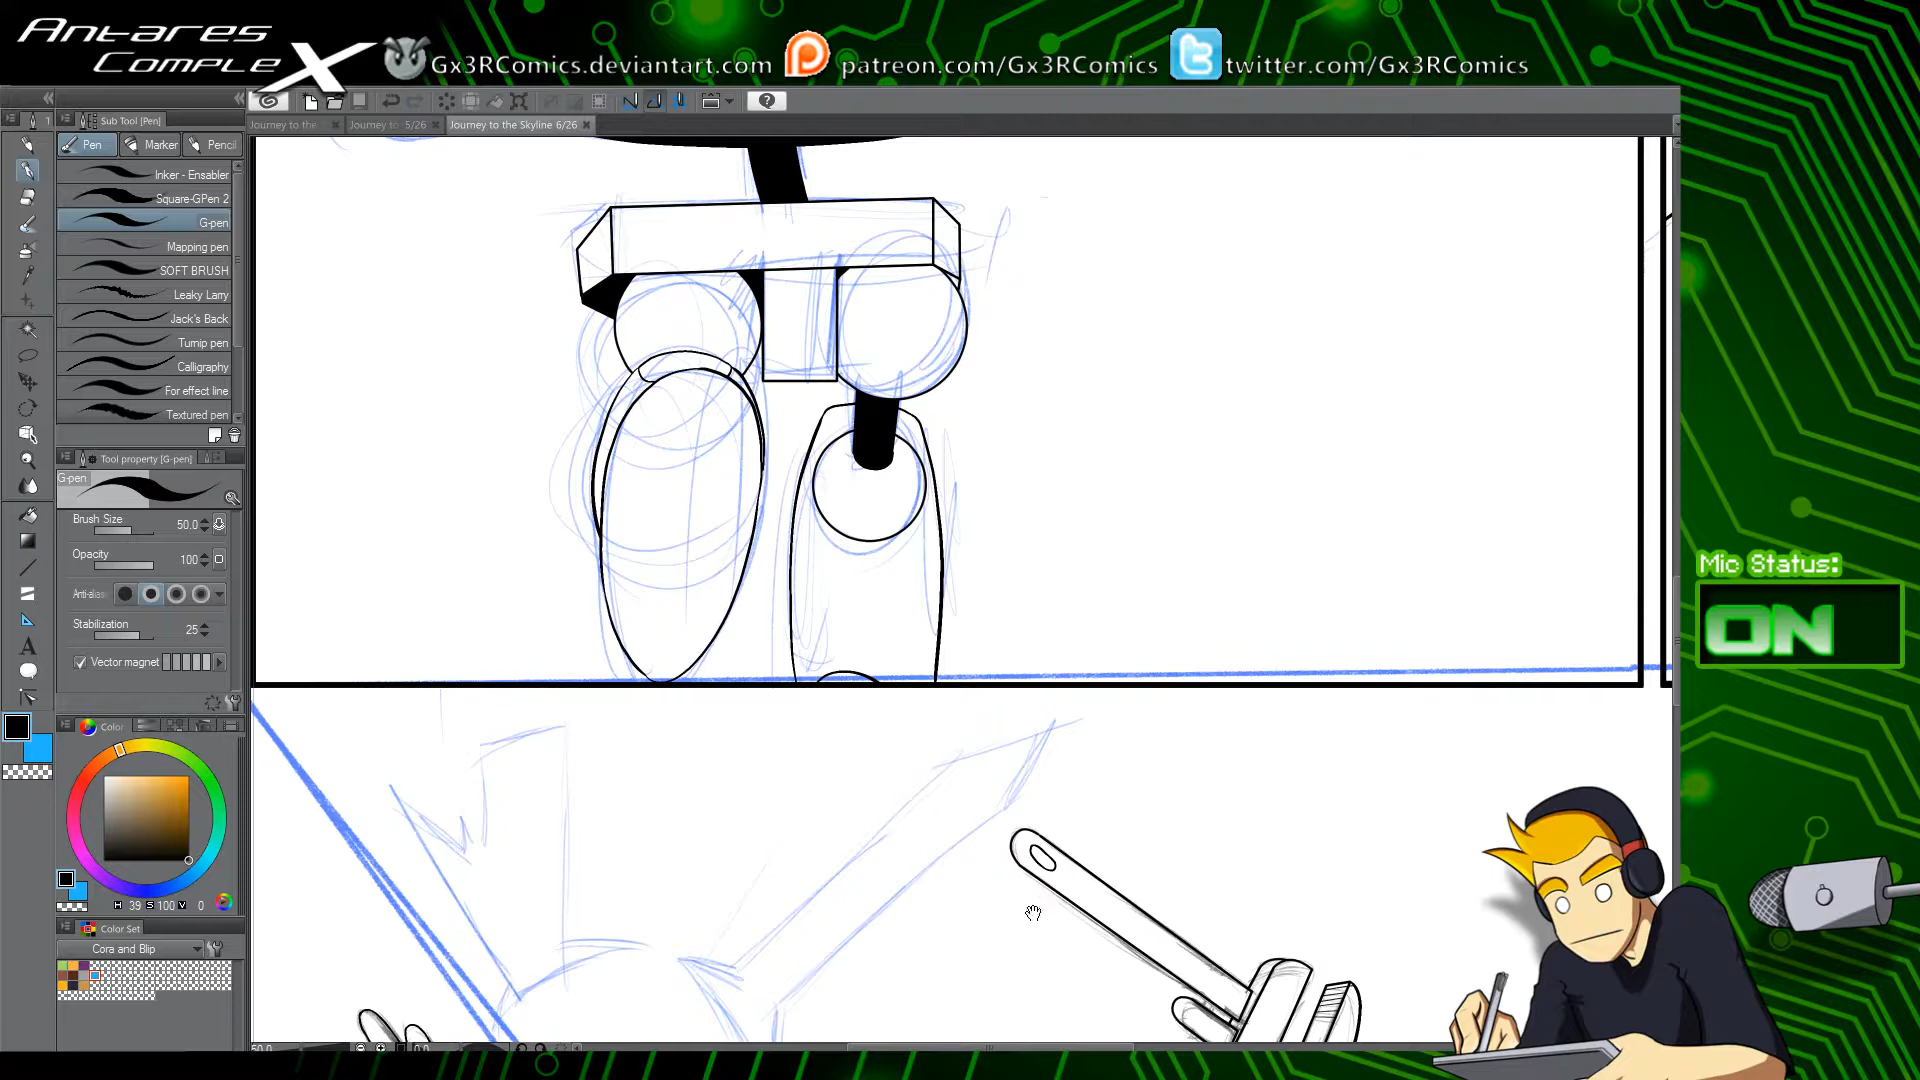 Antares
Complex
Gx3RComics.deviantart.com
patreon.com/Gx3RComics
twitter.com/Gx3RComics
Sub Tool [Pen]
Journey to the
Journey to 5/26
Journey to the Skyline 6/26
Pen
Marker
Pencil
Inker - Ensabler
Square-GPen 2
G-pen
Mapping pen
SOFT BRUSH
Leaky Larry
Jack's Back
Turnip pen
Calligraphy
For effect line
Textured pen
Tool property [G-pen]
G-pen
Brush Size 50.0
Opacity 100
Anti-alias
Stabilization 25
Vector magnet
Color
H 39 S 100 V 0
Color Set
Cora and Blip
50.0
0.0
Mic Status:
ON